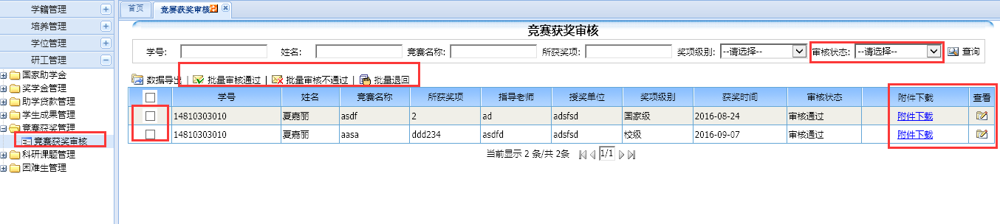 学籍管理
培养管理
学位管理
研工管理
国家助学金
奖学金管理
助学贷款管理
学生成果管理
竞赛获奖管理
竞赛获奖审核
科研课题管理
困难生管理
首页 竞赛获奖审核
竞赛获奖审核
学号: 姓名: 竞赛名称: 所获奖项: 奖项级别: --请选择-- 审核状态: --请选择-- 查询
数据导出 | 批量审核通过 | 批量审核不通过 | 批量退回
学号 姓名 竞赛名称 所获奖项 指导老师 授奖单位 奖项级别 获奖时间 审核状态 附件下载 查看
14810303010 夏嘉丽 asdf 2 ad adsfsd 国家级 2016-08-24 审核通过 附件下载
14810303010 夏嘉丽 aasa ddd234 asdfd adsfsd 校级 2016-09-07 审核通过 附件下载
当前显示 2 条/共 2条 1/1